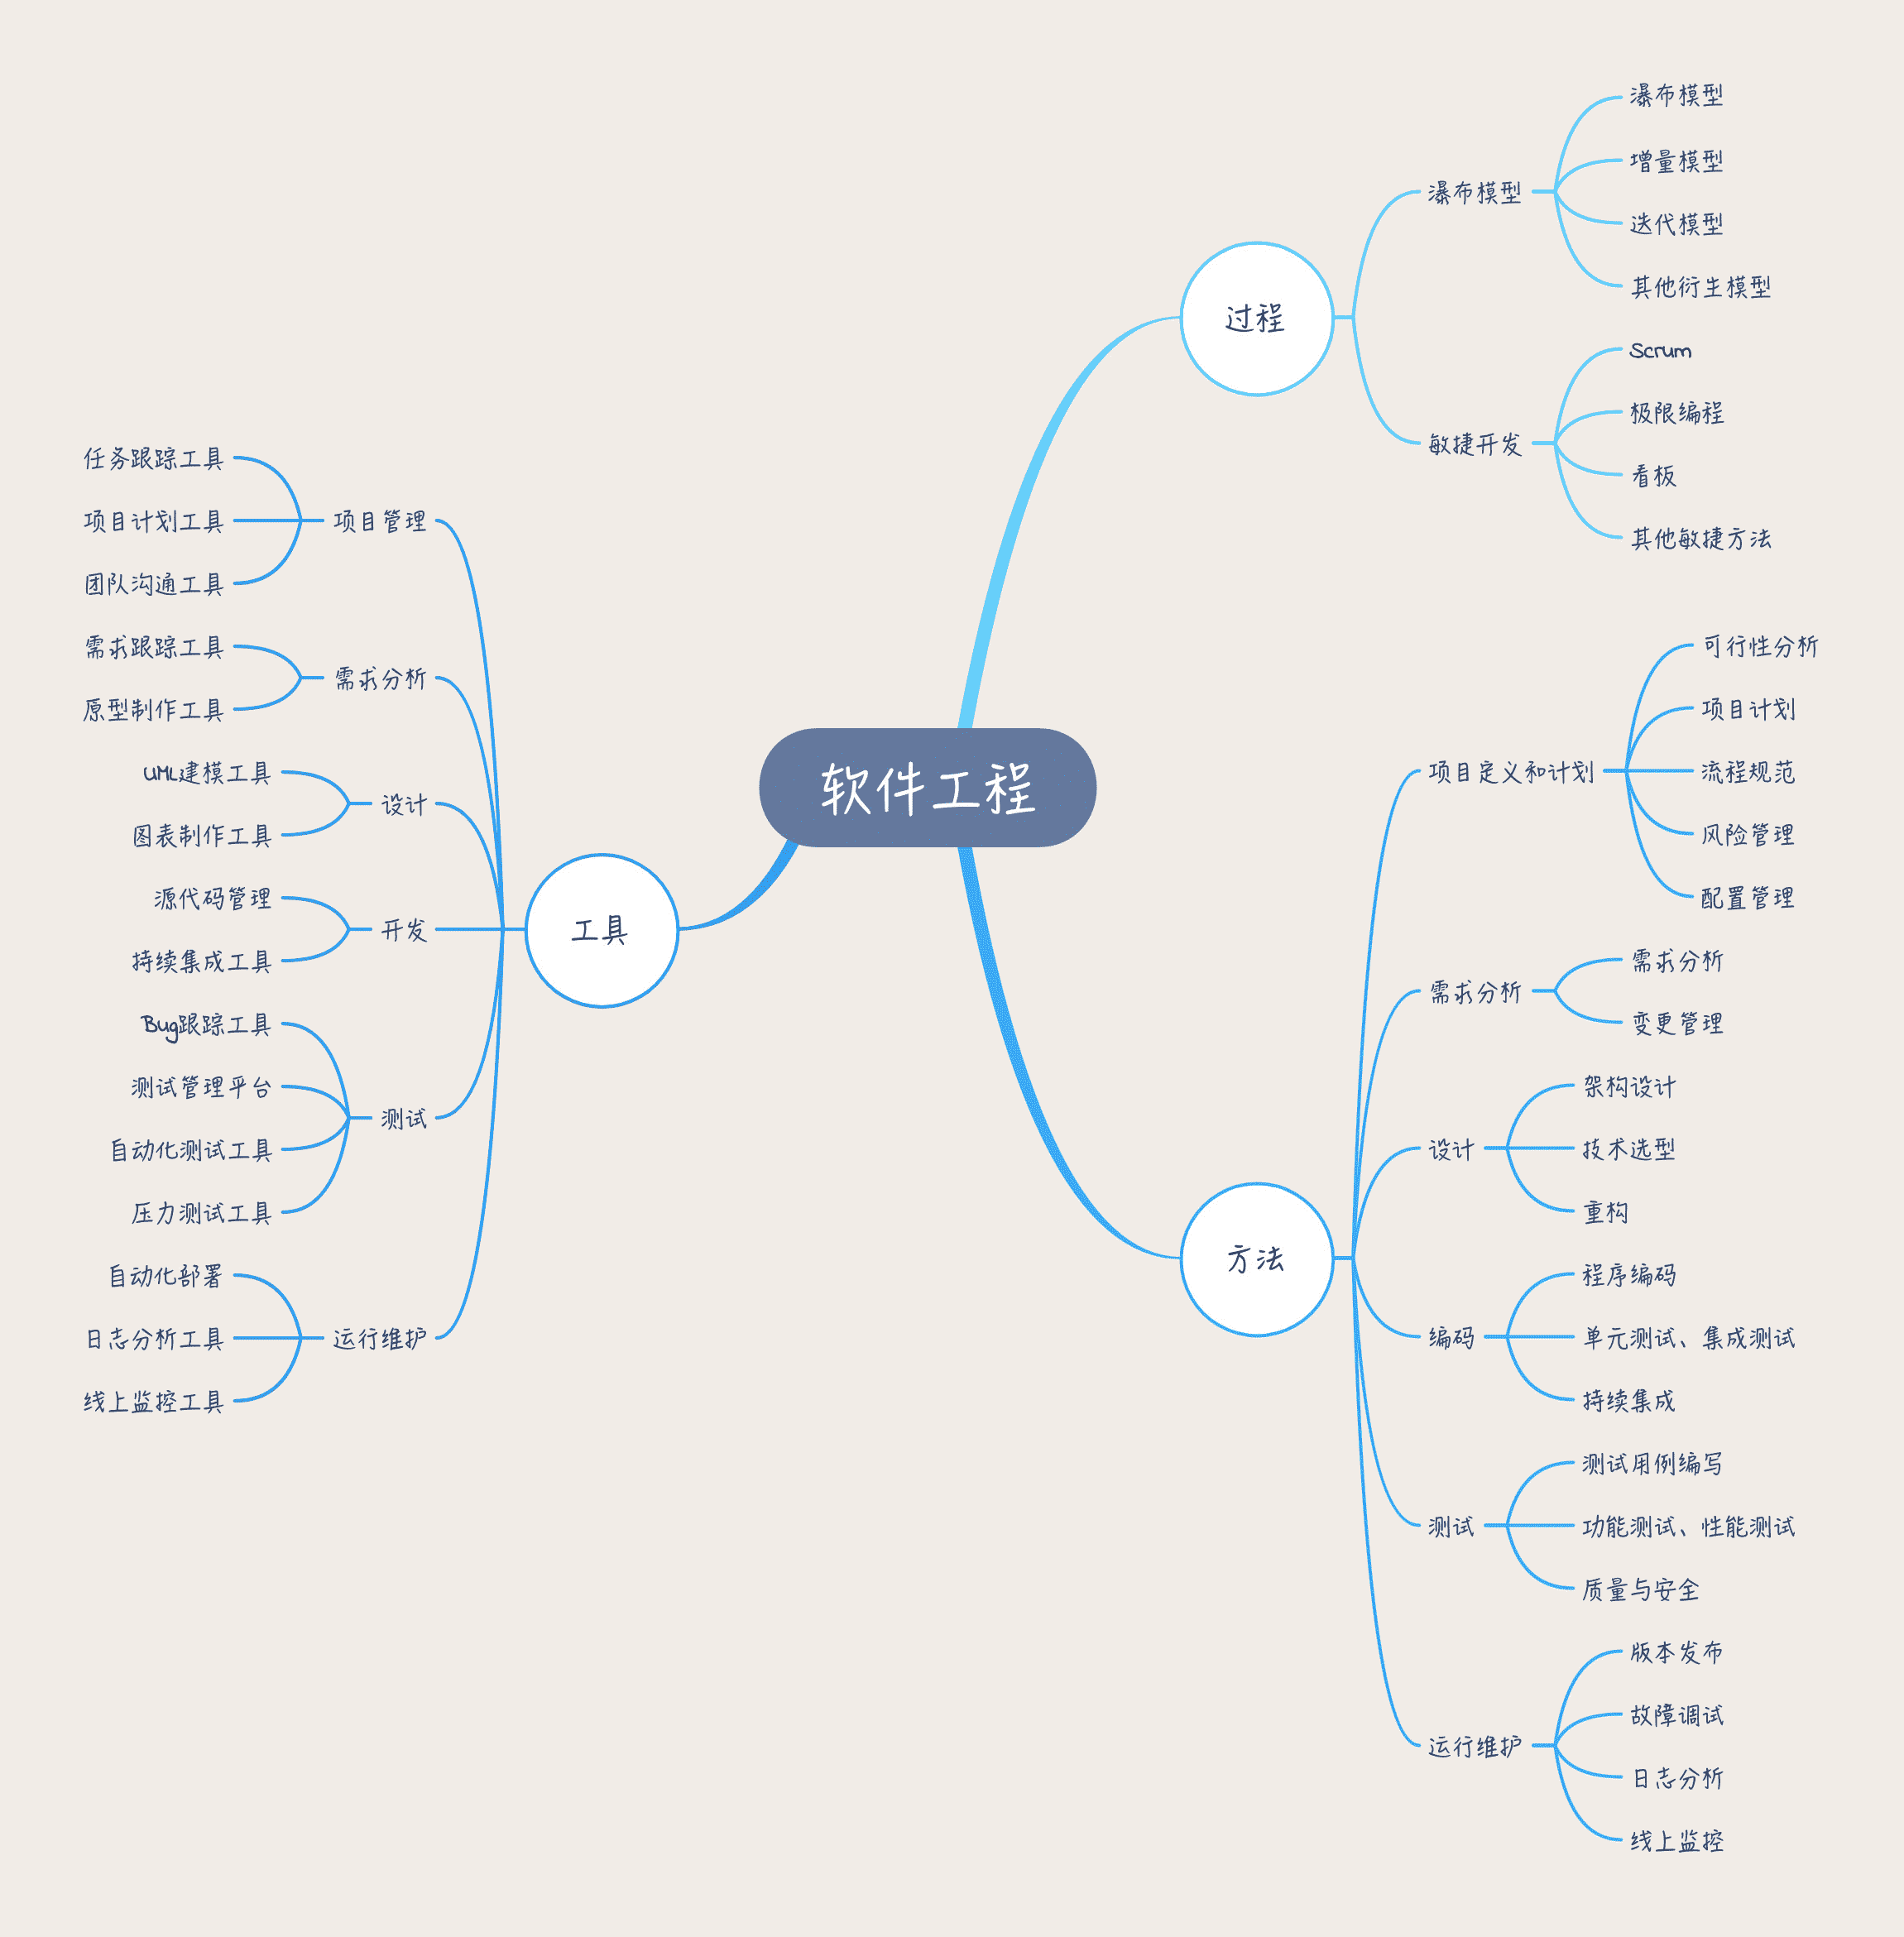 软件工程
过程
瀑布模型
瀑布模型
增量模型
迭代模型
其他衍生模型
敏捷开发
Scrum
极限编程
看板
其他敏捷方法
方法
项目定义和计划
可行性分析
项目计划
流程规范
风险管理
配置管理
需求分析
需求分析
变更管理
设计
架构设计
技术选型
重构
编码
程序编码
单元测试、集成测试
持续集成
测试
测试用例编写
功能测试、性能测试
质量与安全
运行维护
版本发布
故障调试
日志分析
线上监控
工具
项目管理
任务跟踪工具
项目计划工具
团队沟通工具
需求分析
需求跟踪工具
原型制作工具
设计
UML建模工具
图表制作工具
开发
源代码管理
持续集成工具
测试
Bug跟踪工具
测试管理平台
自动化测试工具
压力测试工具
运行维护
自动化部署
日志分析工具
线上监控工具